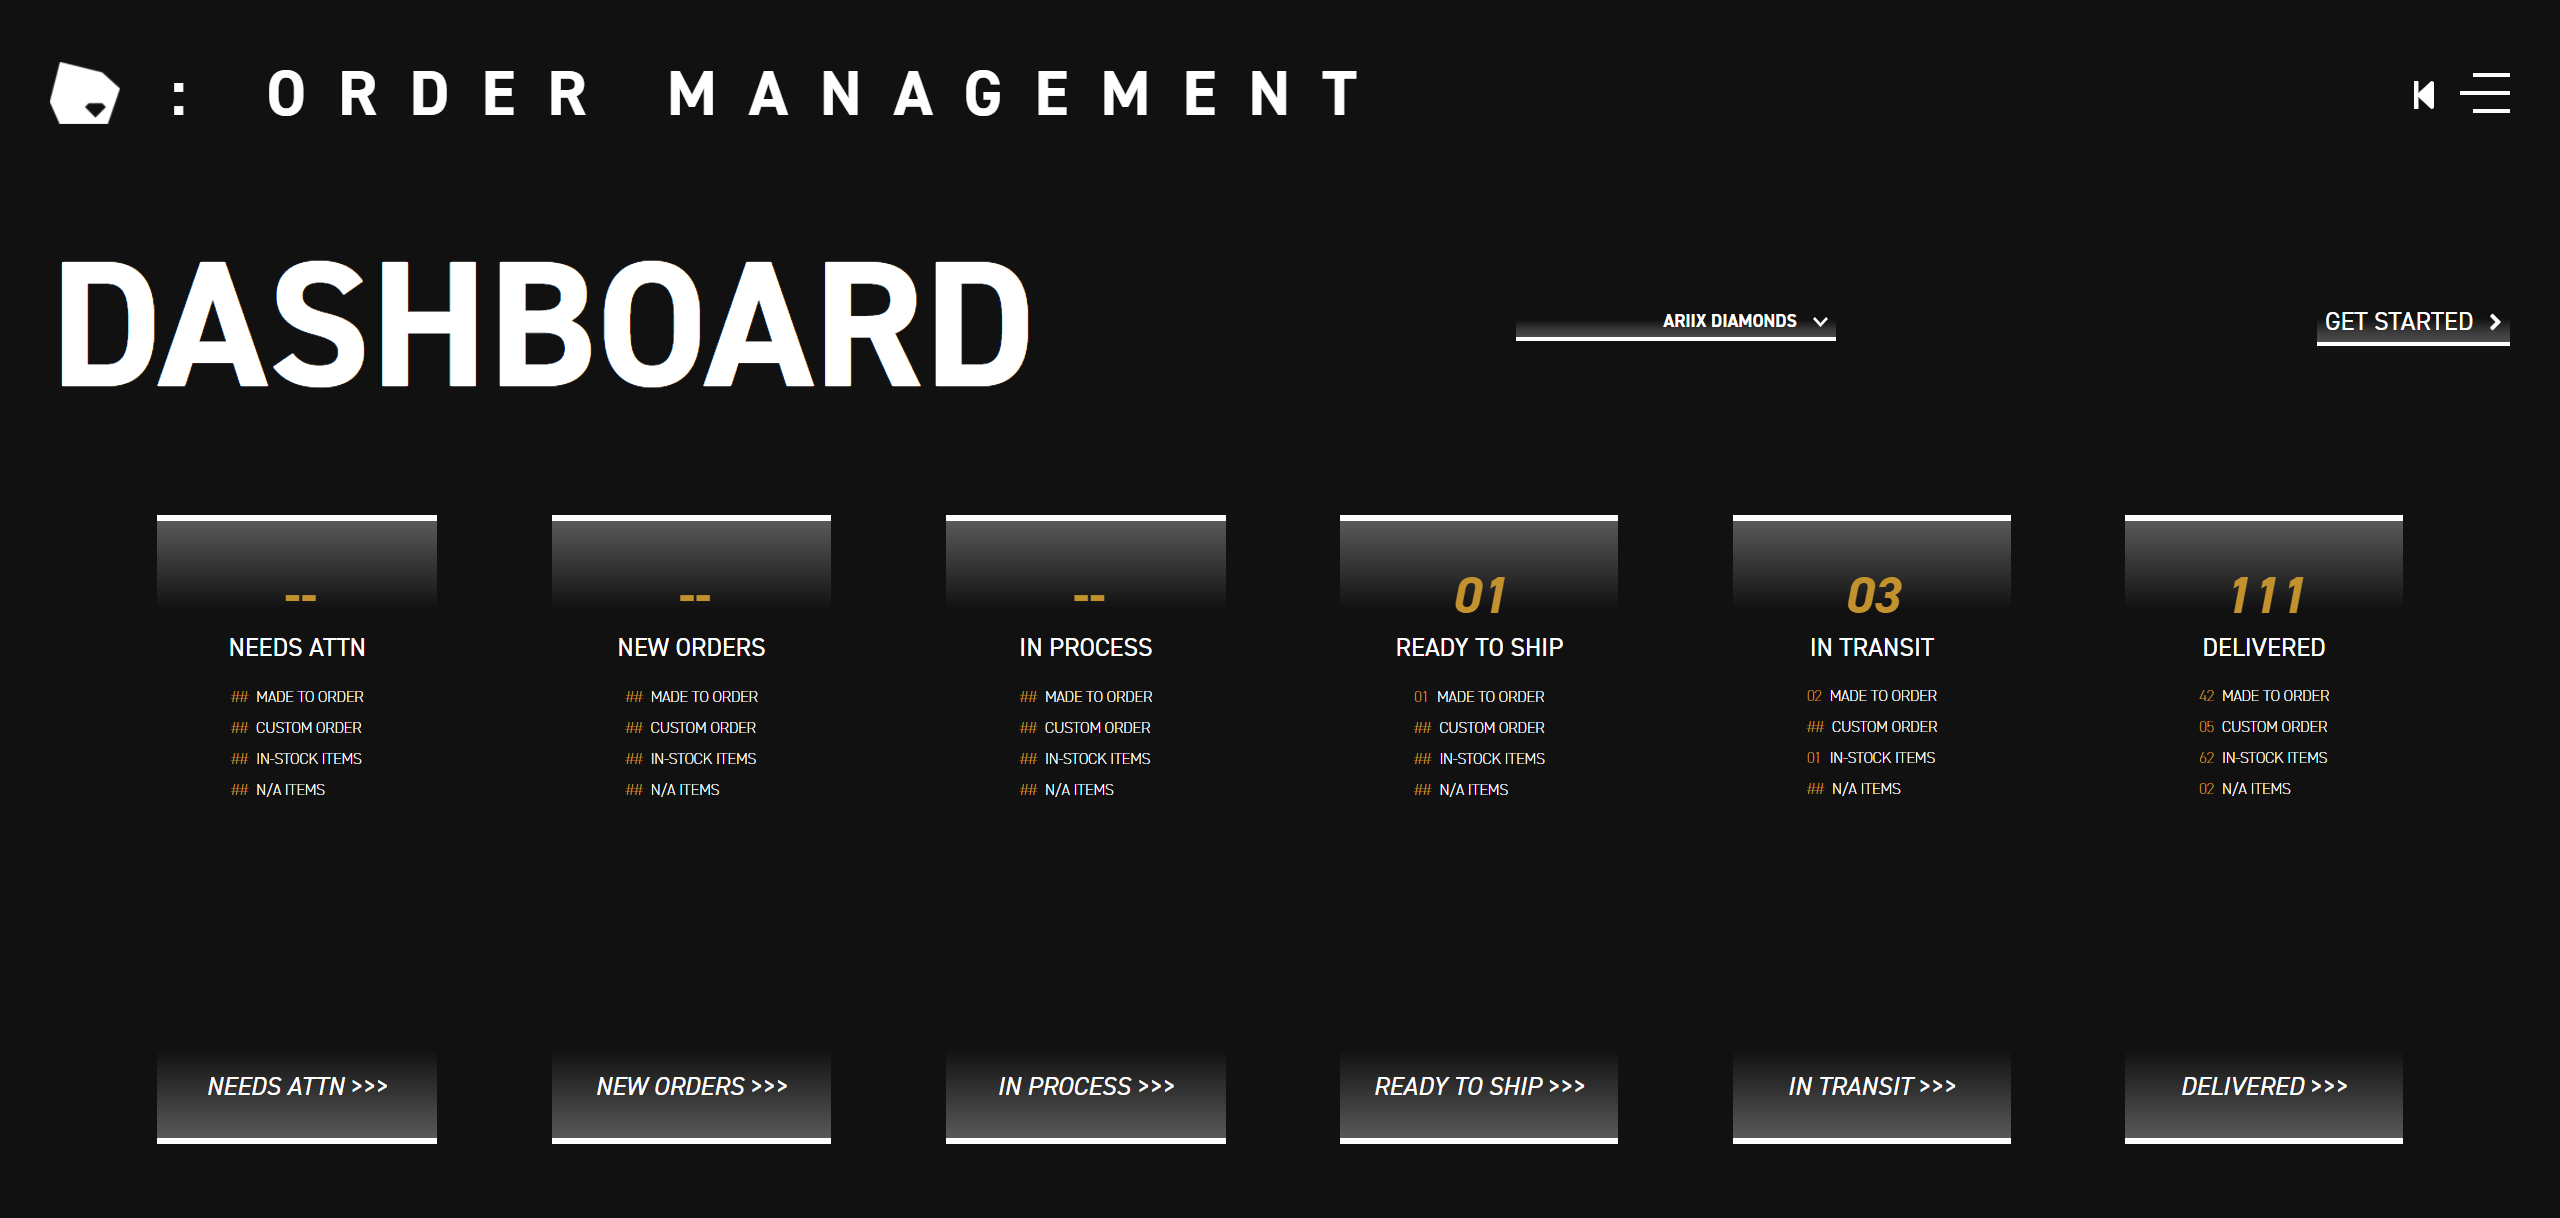 : ORDER MANAGEMENT
DASHBOARD
ARIIX DIAMONDS
GET STARTED
--
NEEDS ATTN
## MADE TO ORDER
## CUSTOM ORDER
## IN-STOCK ITEMS
## N/A ITEMS
NEEDS ATTN >>>
--
NEW ORDERS
## MADE TO ORDER
## CUSTOM ORDER
## IN-STOCK ITEMS
## N/A ITEMS
NEW ORDERS >>>
--
IN PROCESS
## MADE TO ORDER
## CUSTOM ORDER
## IN-STOCK ITEMS
## N/A ITEMS
IN PROCESS >>>
01
READY TO SHIP
01 MADE TO ORDER
## CUSTOM ORDER
## IN-STOCK ITEMS
## N/A ITEMS
READY TO SHIP >>>
03
IN TRANSIT
02 MADE TO ORDER
## CUSTOM ORDER
01 IN-STOCK ITEMS
## N/A ITEMS
IN TRANSIT >>>
111
DELIVERED
42 MADE TO ORDER
05 CUSTOM ORDER
62 IN-STOCK ITEMS
02 N/A ITEMS
DELIVERED >>>